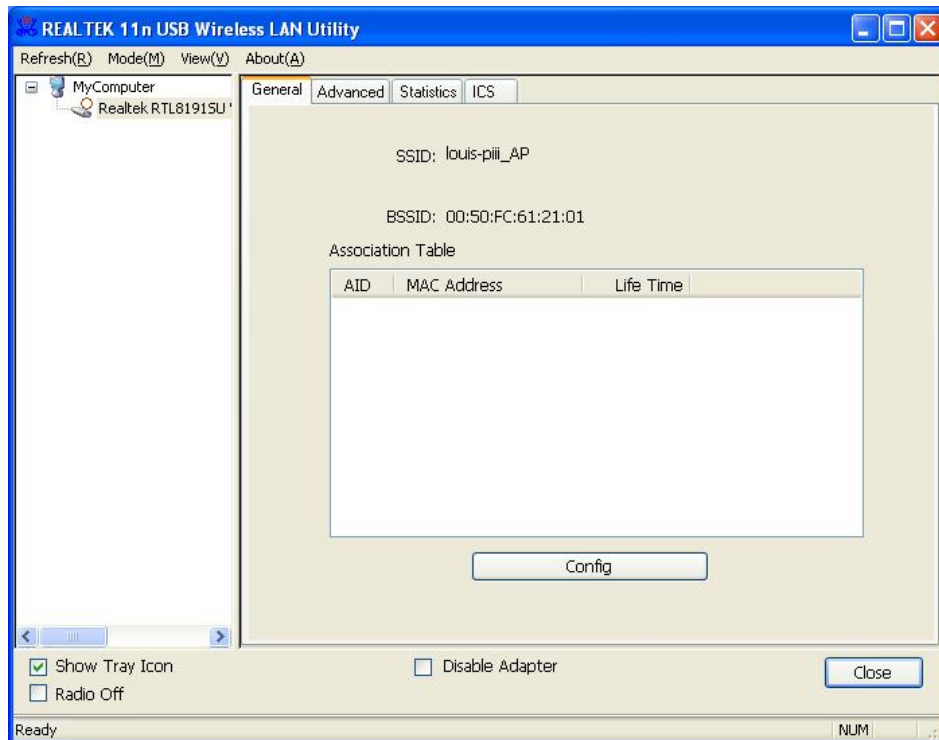 REALTEK 11n USB Wireless LAN Utility
Refresh(R) Mode(M) View(V) About(A)
MyComputer
Realtek RTL8191SU '
General Advanced Statistics ICS
SSID: louis-piii_AP
BSSID: 00:50:FC:61:21:01
Association Table
AID MAC Address Life Time
Config
Show Tray Icon
Disable Adapter
Close
Radio Off
Ready
NUM